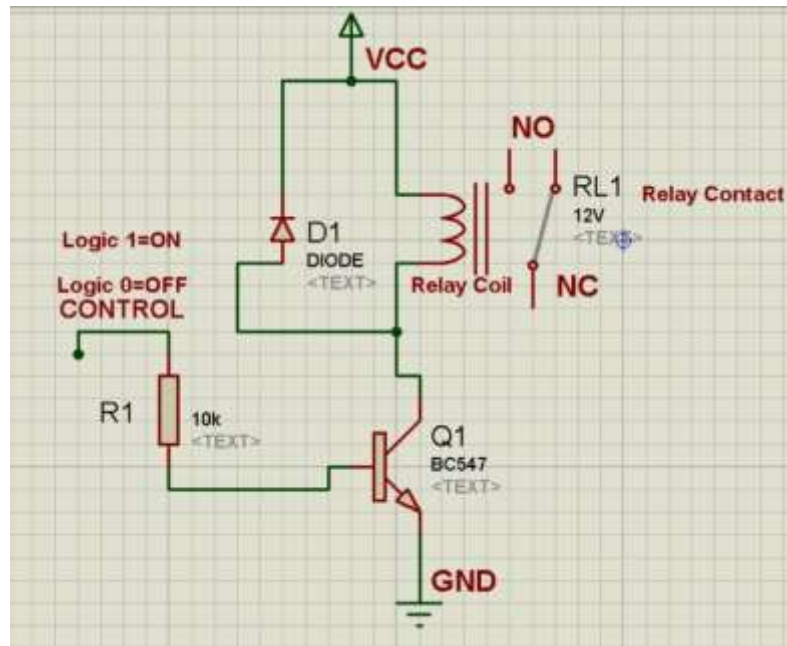 VCC
NO
RL1
Relay Contact
12V
<TEXT>
Logic 1=ON
D1
DIODE
<TEXT>
Logic 0=OFF
Relay Coil
NC
CONTROL
R1
10k
<TEXT>
Q1
BC547
<TEXT>
GND